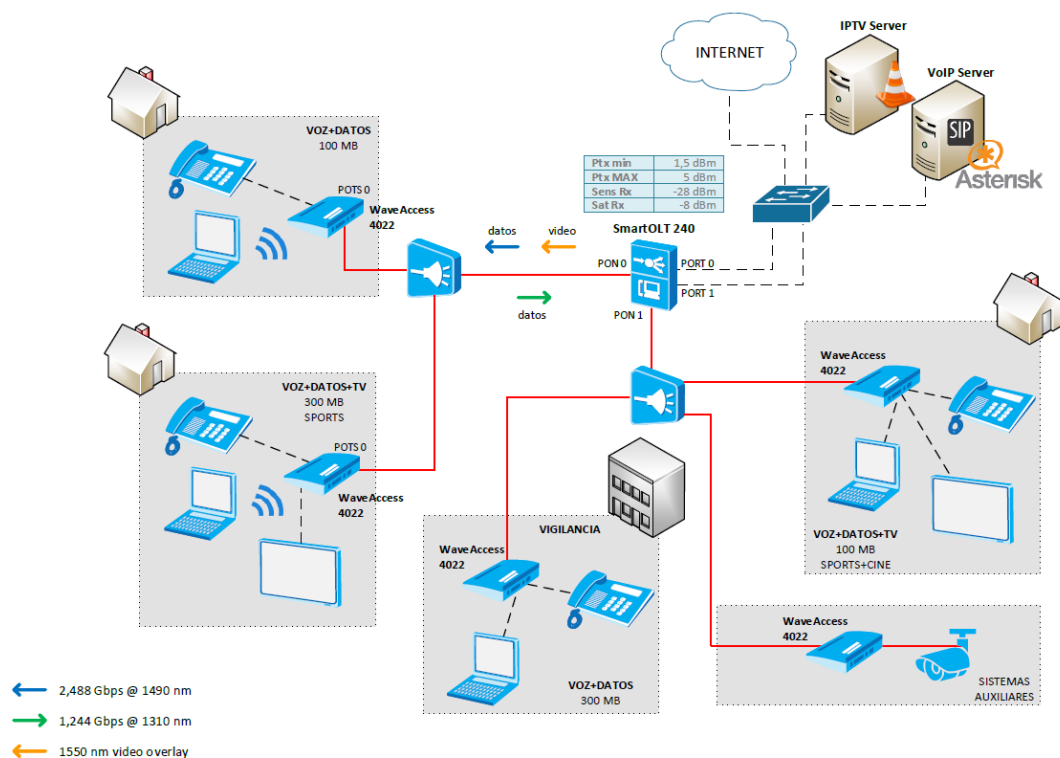 IPTV Server
INTERNET
VoIP Server
SIP
Asterisk
VOZ+DATOS
100 MB
POTS 0
WaveAccess
4022
Ptx min 1,5 dBm
Ptx MAX 5 dBm
Sens Rx -28 dBm
Sat Rx -8 dBm
SmartOLT 240
datos
video
PON 0
PORT 0
PORT 1
datos
PON 1
VOZ+DATOS+TV
300 MB
SPORTS
POTS 0
WaveAccess
4022
WaveAccess
4022
VOZ+DATOS+TV
100 MB
SPORTS+CINE
VIGILANCIA
WaveAccess
4022
VOZ+DATOS
300 MB
WaveAccess
4022
SISTEMAS
AUXILIARES
2,488 Gbps @ 1490 nm
1,244 Gbps @ 1310 nm
1550 nm video overlay